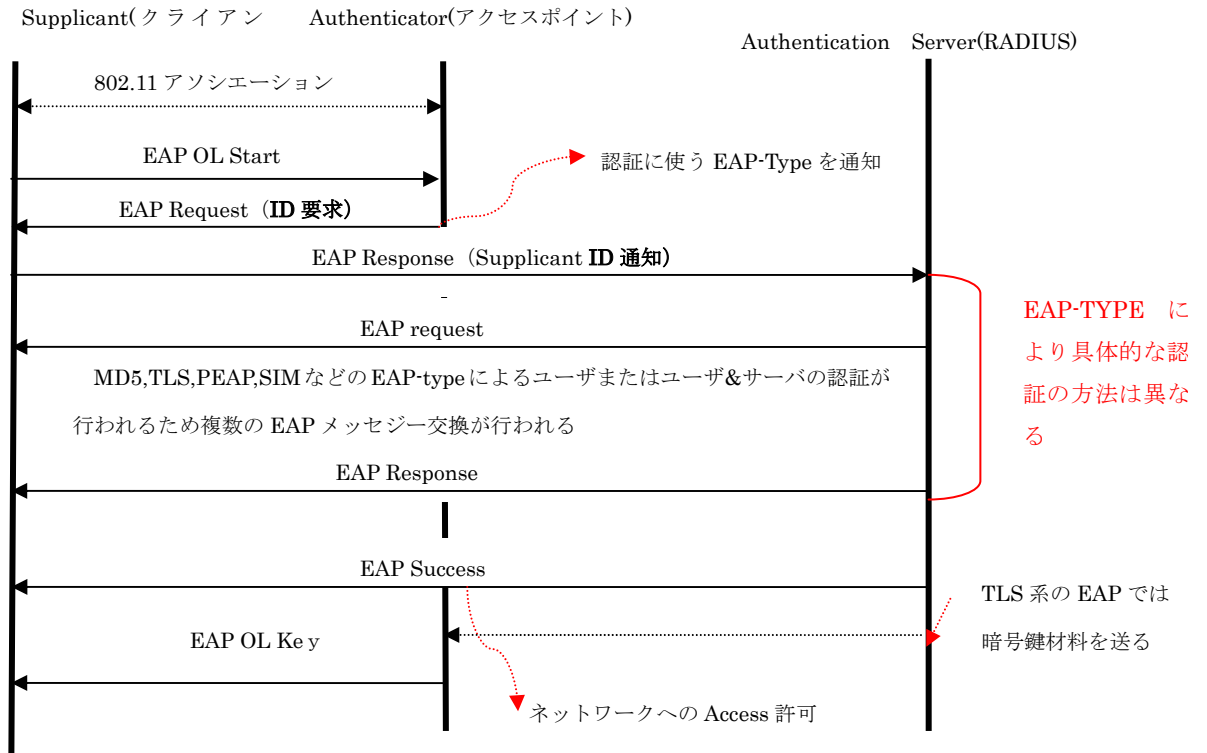 Supplicant(クライアン Authenticator(アクセスポイント)
Authentication Server(RADIUS)
802.11 アソシエーション
EAP OL Start
認証に使う EAP-Type を通知
EAP Request（ID 要求）
EAP Response（Supplicant ID 通知）
EAP request
EAP-TYPE に
より具体的な認
証の方法は異な
る
MD5,TLS,PEAP,SIM などの EAP-type によるユーザまたはユーザ&サーバの認証が
行われるため複数の EAP メッセジー交換が行われる
EAP Response
EAP Success
TLS 系の EAP では
暗号鍵材料を送る
EAP OL Ke y
ネットワークへの Access 許可